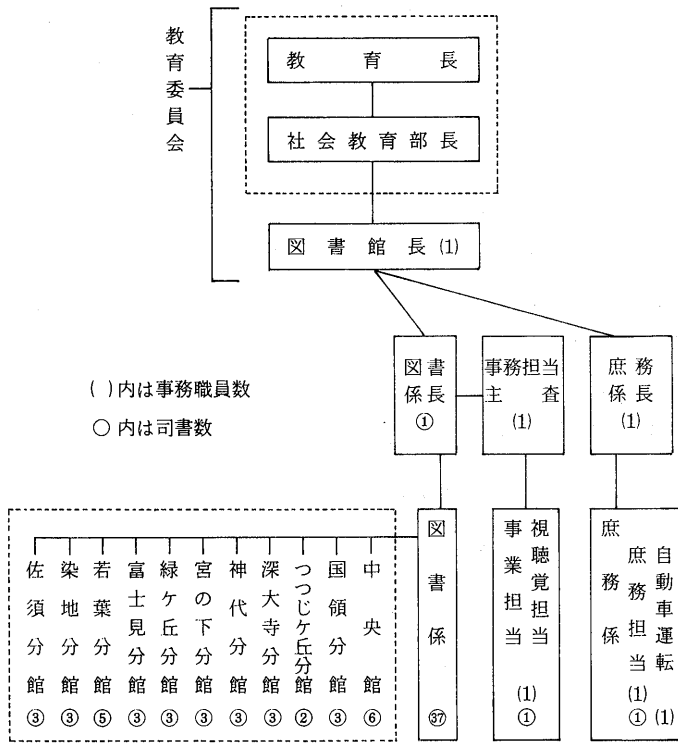 教育委員会
教育長
社会教育部長
図書館長(1)
図書係長
①
事務担当主査
(1)
庶務係長
(1)
( )内は事務職員数
○内は司書数
佐須分館③
染地分館③
若葉分館⑤
富士見分館③
緑ケ丘分館③
宮の下分館③
神代分館③
深大寺分館③
つつじケ丘分館②
国領分館③
中央館⑥
図書係㊲
事業担当
視聴覚担当
(1)
①
庶務係
庶務担当(1)①
自動車運転(1)